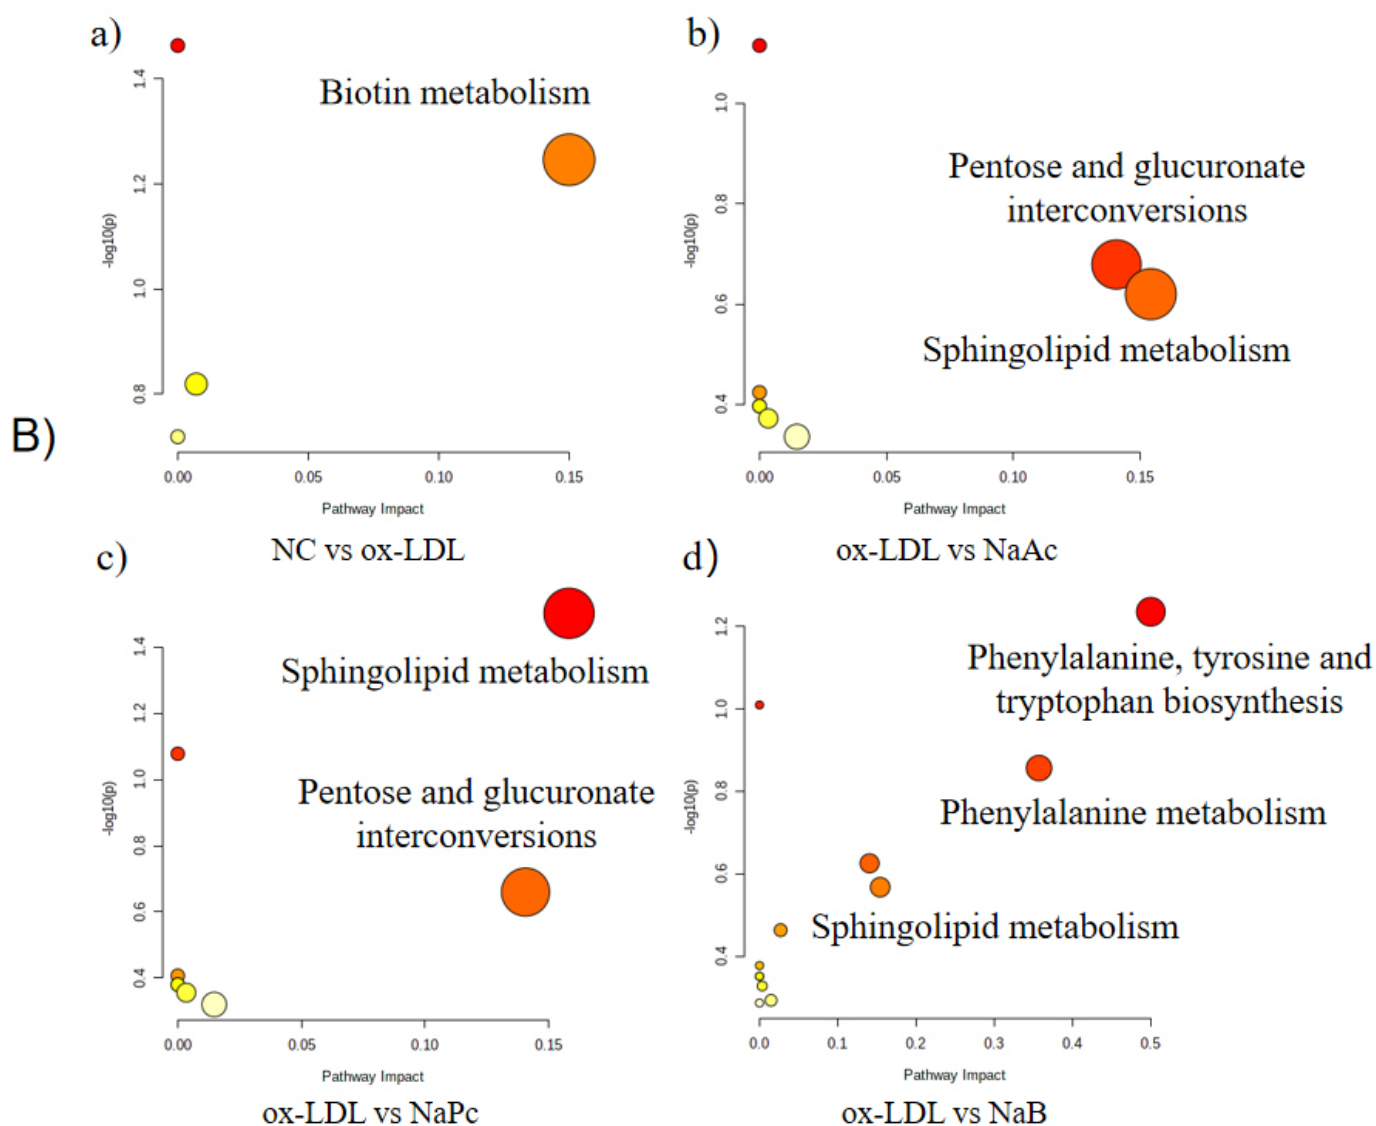 a)
1.4
1.2
1.0
0.8
-log10(p)
Biotin metabolism
0.00 0.05 0.10 0.15
Pathway Impact
NC vs ox-LDL
b)
1.0
0.8
0.6
0.4
-log10(p)
Pentose and glucuronate
interconversions
Sphingolipid metabolism
0.00 0.05 0.10 0.15
Pathway Impact
ox-LDL vs NaAc
B)
c)
1.4
1.2
1.0
0.8
0.6
0.4
-log10(p)
Sphingolipid metabolism
Pentose and glucuronate
interconversions
0.00 0.05 0.10 0.15
Pathway Impact
ox-LDL vs NaPc
d)
1.2
1.0
0.8
0.6
0.4
-log10(p)
Phenylalanine, tyrosine and
tryptophan biosynthesis
Phenylalanine metabolism
Sphingolipid metabolism
0.0 0.1 0.2 0.3 0.4 0.5
Pathway Impact
ox-LDL vs NaB